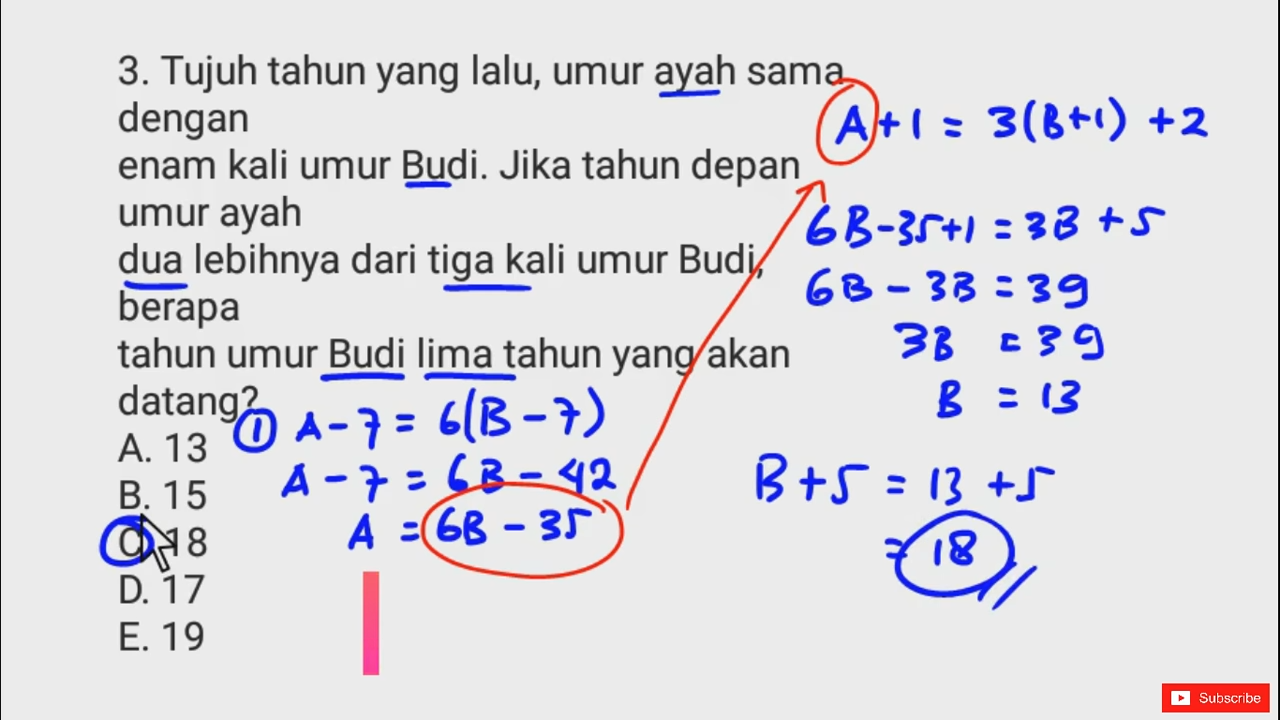 3. Tujuh tahun yang lalu, umur ayah sama
dengan
enam kali umur Budi. Jika tahun depan
umur ayah
dua lebihnya dari tiga kali umur Budi,
berapa
tahun umur Budi lima tahun yang akan
datang?
A. 13
B. 15
C. 18
D. 17
E. 19
① A - 7 = 6(B - 7)
A - 7 = 6B - 42
A = 6B - 35
A + 1 = 3(B+1) + 2
6B - 35 + 1 = 3B + 5
6B - 3B = 39
3B = 39
B = 13
B + 5 = 13 + 5
= 18
Subscribe